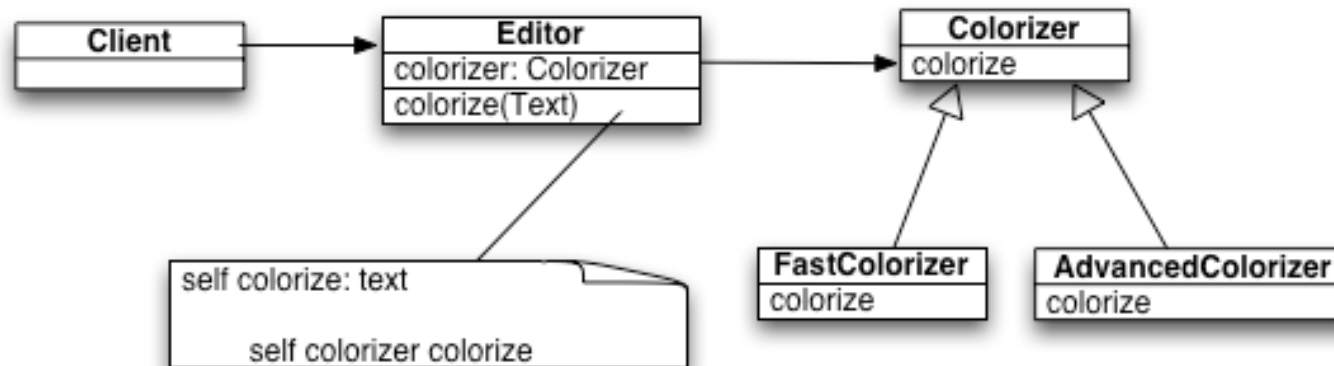 Client
Editor
colorizer: Colorizer
colorize(Text)
Colorizer
colorize
FastColorizer
colorize
AdvancedColorizer
colorize
self colorize: text
self colorizer colorize